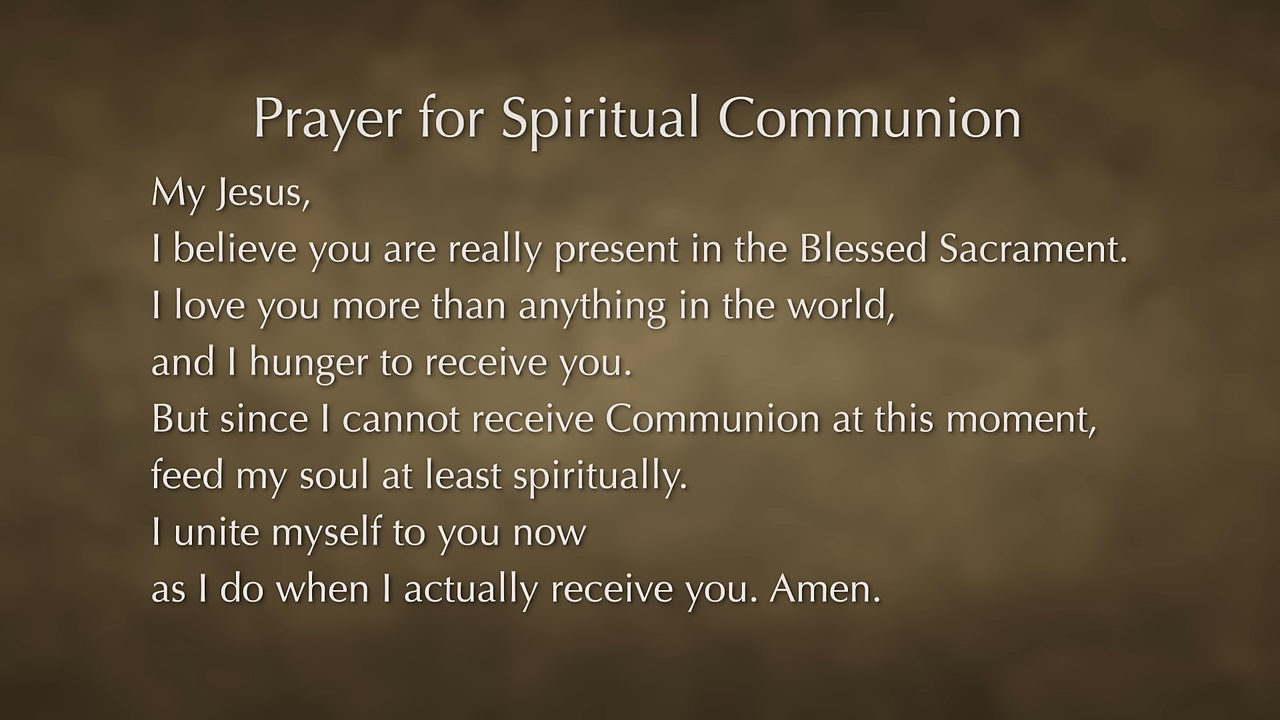 Prayer for Spiritual Communion
My Jesus,
I believe you are really present in the Blessed Sacrament.
I love you more than anything in the world,
and I hunger to receive you.
But since I cannot receive Communion at this moment,
feed my soul at least spiritually.
I unite myself to you now
as I do when I actually receive you. Amen.